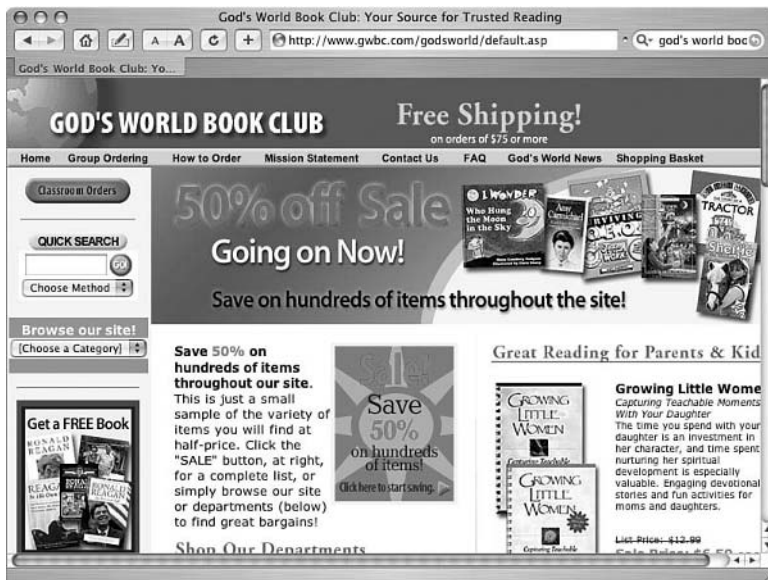 God's World Book Club: Your Source for Trusted Reading
A A
http://www.gwbc.com/godsworld/default.asp
god's world boc
God's World Book Club: Yo...
GOD'S WORLD BOOK CLUB
Free Shipping!
on orders of $75 or more
Home Group Ordering How to Order Mission Statement Contact Us FAQ God's World News Shopping Basket
Classroom Orders
QUICK SEARCH
GO
Choose Method
Browse our site!
[Choose a Category]
Get a FREE Book
RONALD
REAGAN
50% off Sale
Going on Now!
Save on hundreds of items throughout the site!
I WONDER
Who Hung
the Moon
in the Sky
Amy
Carmichael
TRACTOR
Save 50% on
hundreds of items
throughout our site.
This is just a small
sample of the variety of
items you will find at
half-price. Click the
"SALE" button, at right,
for a complete list, or
simply browse our site
or departments (below)
to find great bargains!
Sale!
Save
50%
on hundreds
of items!
Click here to start saving.
Shop Our Departments
Great Reading for Parents & Kid
GROWING
LITTLE
WOMEN
Capturing Teachable
GROWING
LITTLE
WOMEN
Capturing Teachable
Growing Little Wome
Capturing Teachable Moments
With Your Daughter
The time you spend with your
daughter is an investment in
her character, and time spent
nurturing her spiritual
development is especially
valuable. Engaging devotional
stories and fun activities for
moms and daughters.
List Price: $12.99
Sale Price: $6.50